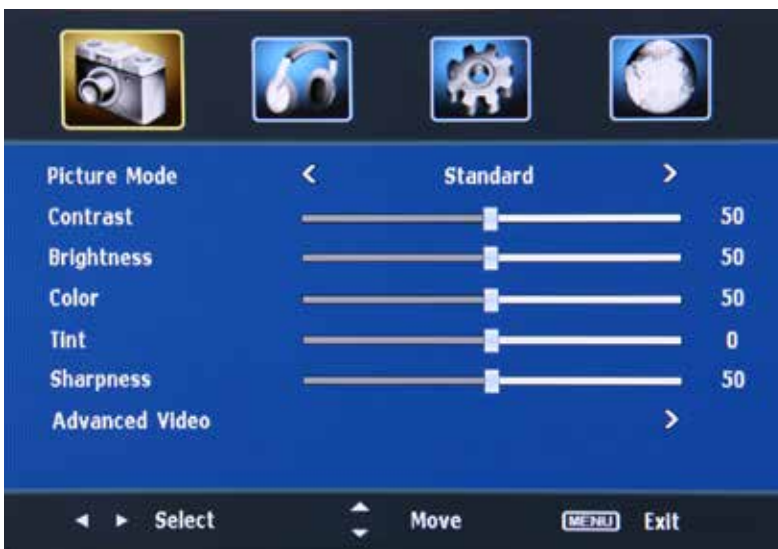 Picture Mode < Standard >
Contrast 50
Brightness 50
Color 50
Tint 0
Sharpness 50
Advanced Video >
◄ ► Select Move MENU Exit